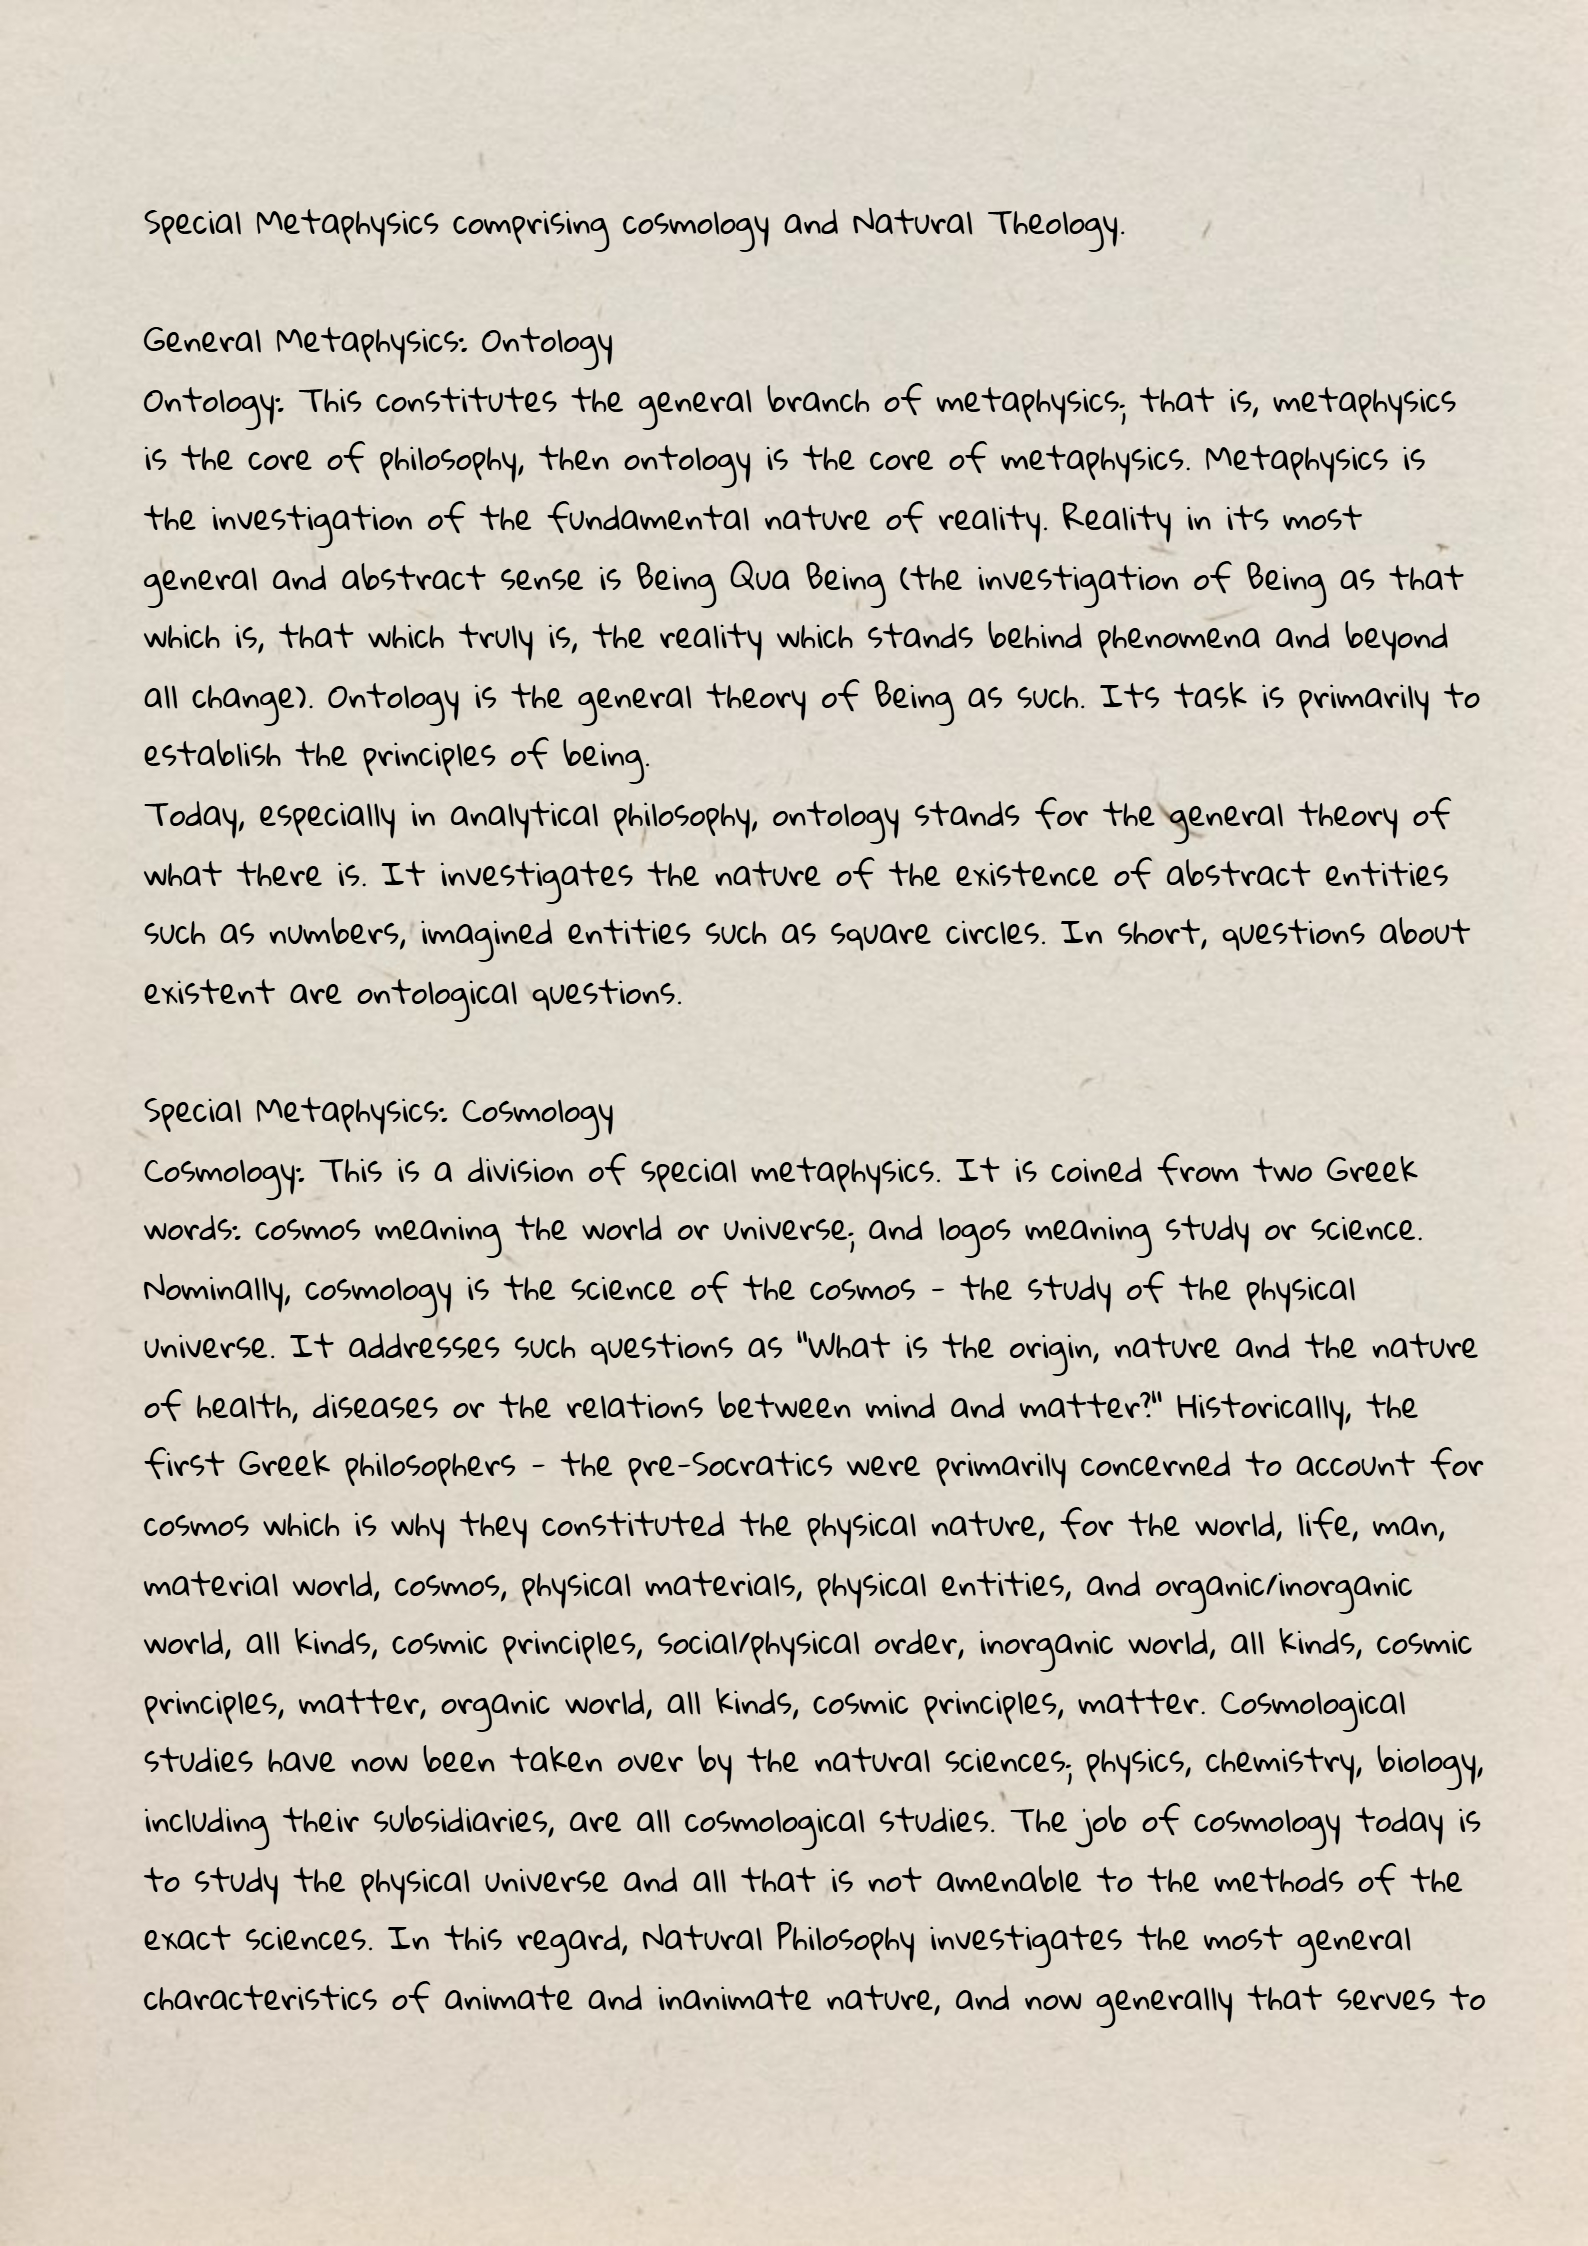 Special Metaphysics comprising cosmology and Natural Theology.
General Metaphysics: Ontology
Ontology: This constitutes the general branch of metaphysics; that is, metaphysics
is the core of philosophy, then ontology is the core of metaphysics. Metaphysics is
the investigation of the fundamental nature of reality. Reality in its most
general and abstract sense is Being Qua Being (the investigation of Being as that
which is, that which truly is, the reality which stands behind phenomena and beyond
all change). Ontology is the general theory of Being as such. Its task is primarily to
establish the principles of being.
Today, especially in analytical philosophy, ontology stands for the general theory of
what there is. It investigates the nature of the existence of abstract entities
such as numbers, imagined entities such as square circles. In short, questions about
existent are ontological questions.
Special Metaphysics: Cosmology
Cosmology: This is a division of special metaphysics. It is coined from two Greek
words: cosmos meaning the world or universe; and logos meaning study or science.
Nominally, cosmology is the science of the cosmos - the study of the physical
universe. It addresses such questions as "What is the origin, nature and the nature
of health, diseases or the relations between mind and matter?" Historically, the
first Greek philosophers - the pre-Socratics were primarily concerned to account for
cosmos which is why they constituted the physical nature, for the world, life, man,
material world, cosmos, physical materials, physical entities, and organic/inorganic
world, all kinds, cosmic principles, social/physical order, inorganic world, all kinds, cosmic
principles, matter, organic world, all kinds, cosmic principles, matter. Cosmological
studies have now been taken over by the natural sciences; physics, chemistry, biology,
including their subsidiaries, are all cosmological studies. The job of cosmology today is
to study the physical universe and all that is not amenable to the methods of the
exact sciences. In this regard, Natural Philosophy investigates the most general
characteristics of animate and inanimate nature, and now generally that serves to